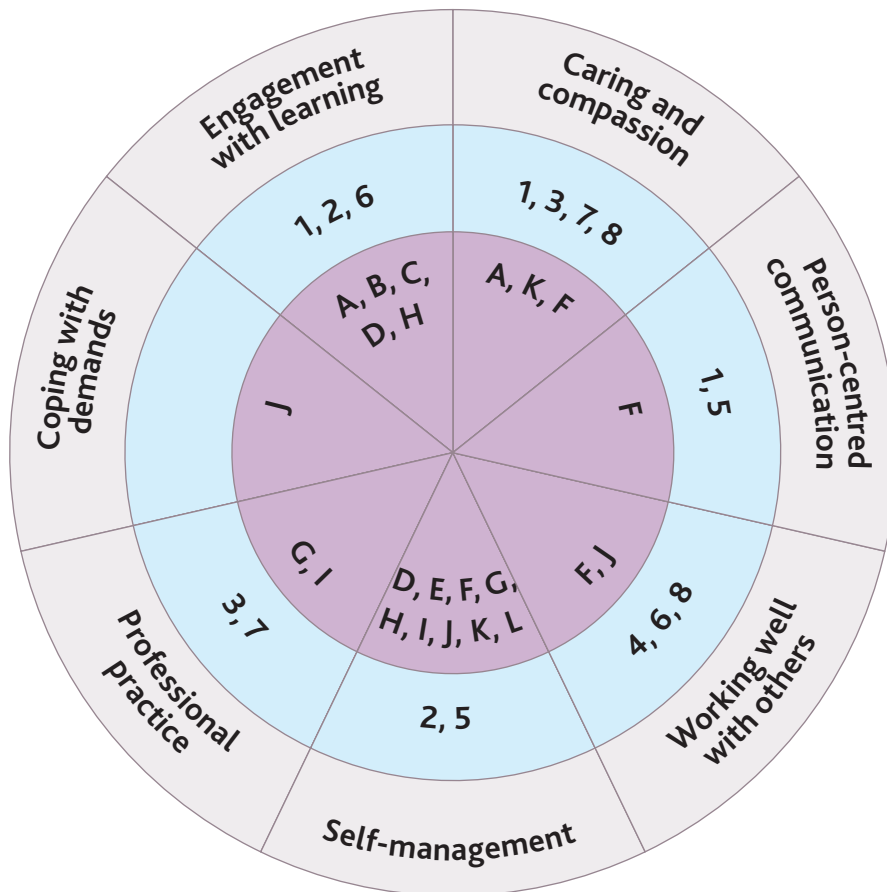 Engagement
with learning
1, 2, 6
A, B, C,
D, H
Caring and
compassion
1, 3, 7, 8
A, K, F
Person-centred
communication
1, 5
F
Working well
with others
4, 6, 8
F, J
Self-management
2, 5
D, E, F, G,
H, I, J, K, L
Professional
practice
3, 7
G, I
Coping with
demands
J